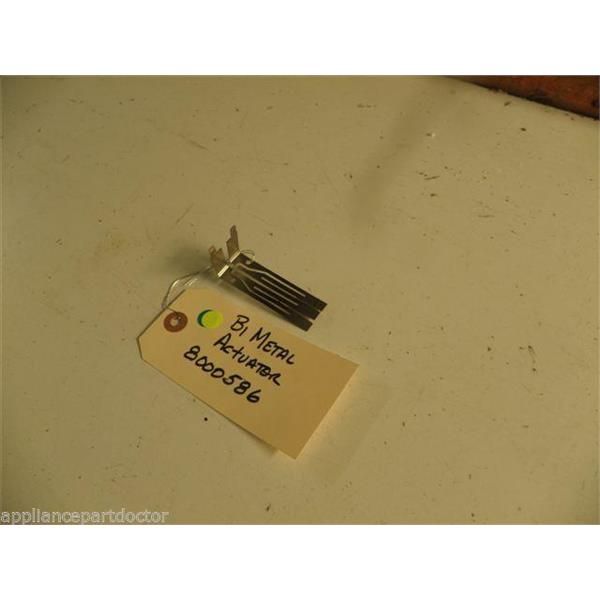 BI METAL
ACTUATOR
8000586
appliancepartdoctor